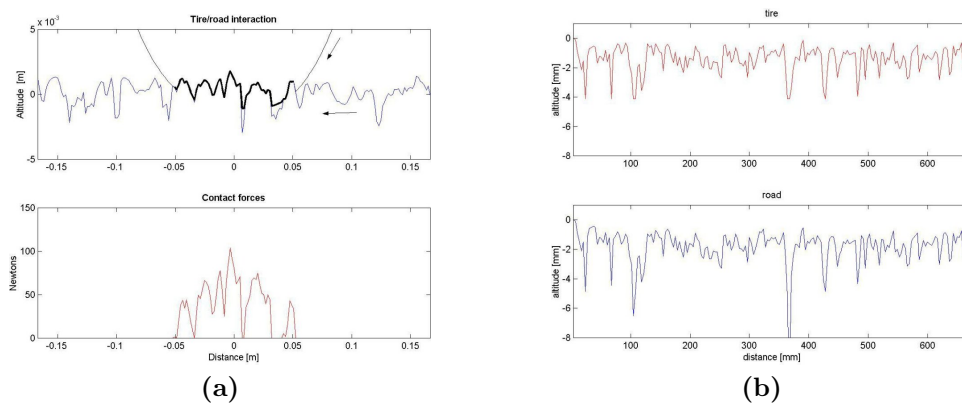 Tire/road interaction
x 10⁻³
5
0
-5
Altitude [m]
-0.15 -0.1 -0.05 0 0.05 0.1 0.15
Contact forces
150
100
50
0
Newtons
-0.15 -0.1 -0.05 0 0.05 0.1 0.15
Distance [m]
(a)
tire
0
-2
-4
-6
-8
altitude [mm]
100 200 300 400 500 600
road
0
-2
-4
-6
-8
altitude [mm]
100 200 300 400 500 600
distance [mm]
(b)